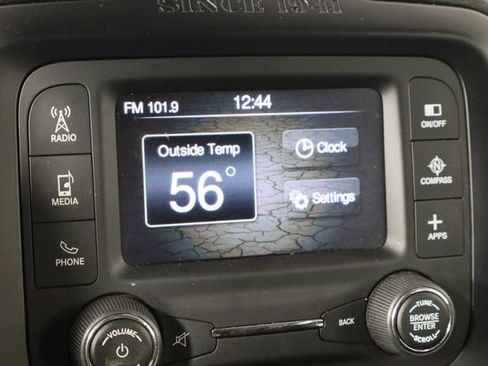 SINCE 1941
FM 101.9 12:44
RADIO
MEDIA
PHONE
Outside Temp
56°
Clock
Settings
ON/OFF
N
COMPASS
APPS
VOLUME
BACK
TUNE
BROWSE
ENTER
SCROLL